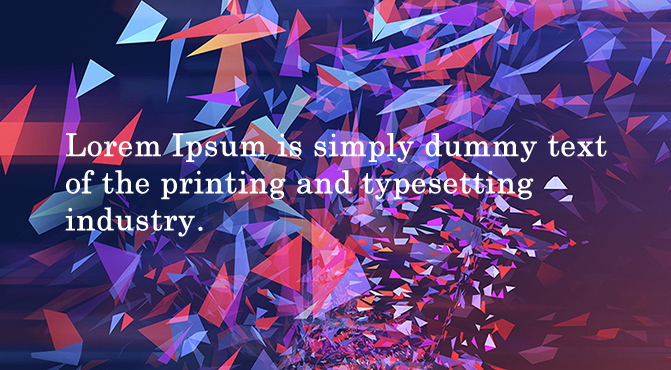 Lorem Ipsum is simply dummy text
of the printing and typesetting
industry.